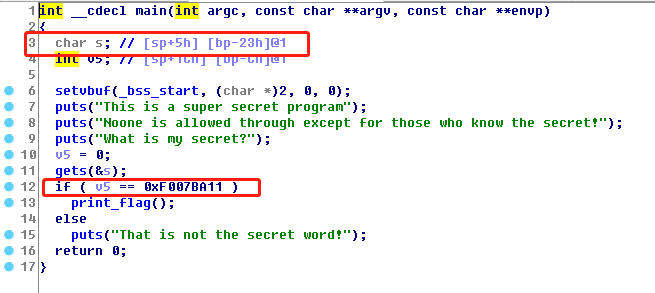 1 int __cdecl main(int argc, const char **argv, const char **envp)
2 {
3 char s; // [sp+5h] [bp-23h]@1
4 int v5; // [sp+1Ch] [bp-Ch]@1
5
6 setvbuf(_bss_start, (char *)2, 0, 0);
7 puts("This is a super secret program");
8 puts("Noone is allowed through except for those who know the secret!");
9 puts("What is my secret?");
10 v5 = 0;
11 gets(&s);
12 if ( v5 == 0xF007BA11 )
13 print_flag();
14 else
15 puts("That is not the secret word!");
16 return 0;
17 }